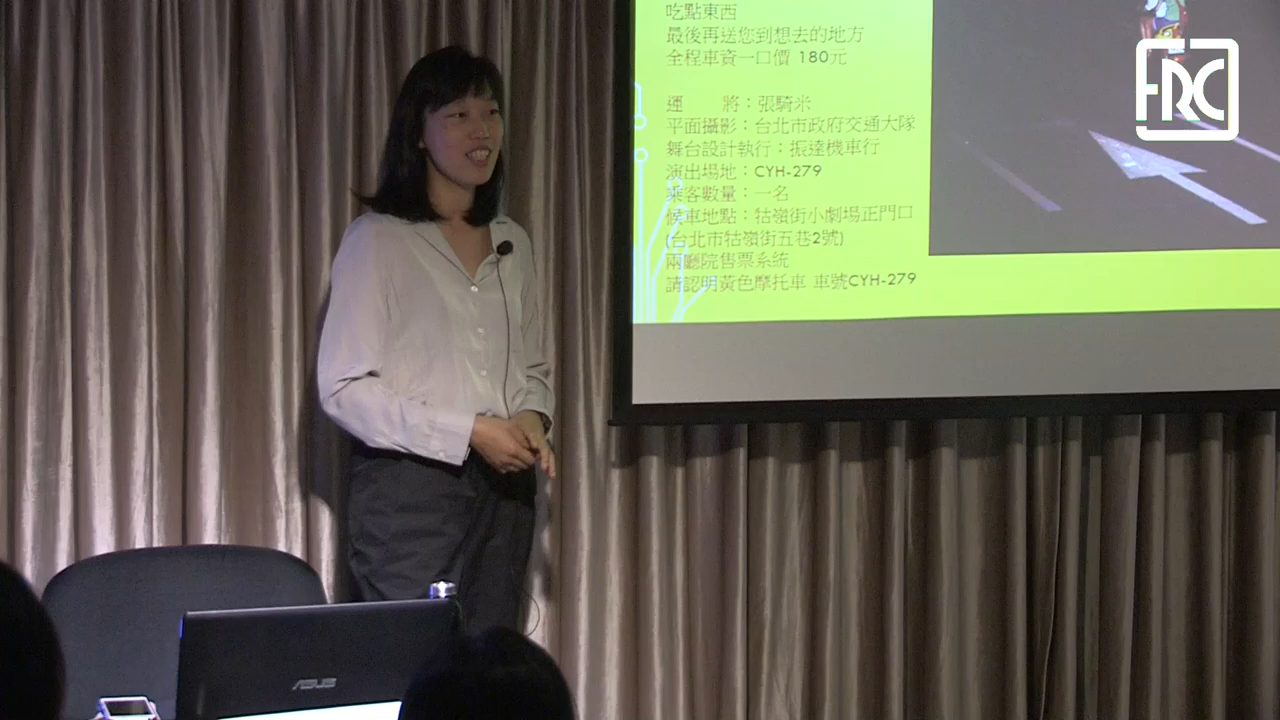 吃點東西
最後再送您到想去的地方
全程車資一口價 180元
運 將：張騎米
平面攝影：台北市政府交通大隊
舞台設計執行：振達機車行
演出場地：CYH-279
乘客數量：一名
候車地點：牯嶺街小劇場正門口
(台北市牯嶺街五巷2號)
兩廳院售票系統
請認明黃色摩托車 車號CYH-279
FRC
ASUS